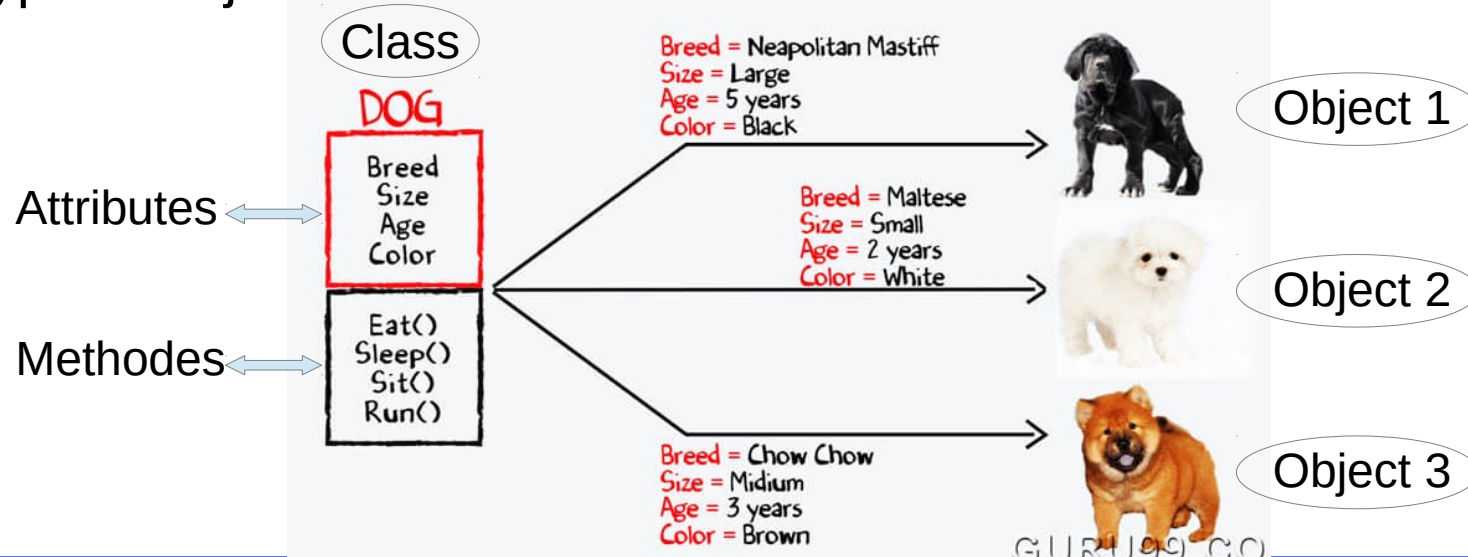 Class
DOG
Attributes
Breed
Size
Age
Color
Methodes
Eat()
Sleep()
Sit()
Run()
Breed = Neapolitan Mastiff
Size = Large
Age = 5 years
Color = Black
Object 1
Breed = Maltese
Size = Small
Age = 2 years
Color = White
Object 2
Breed = Chow Chow
Size = Midium
Age = 3 years
Color = Brown
Object 3
GURU99.CO